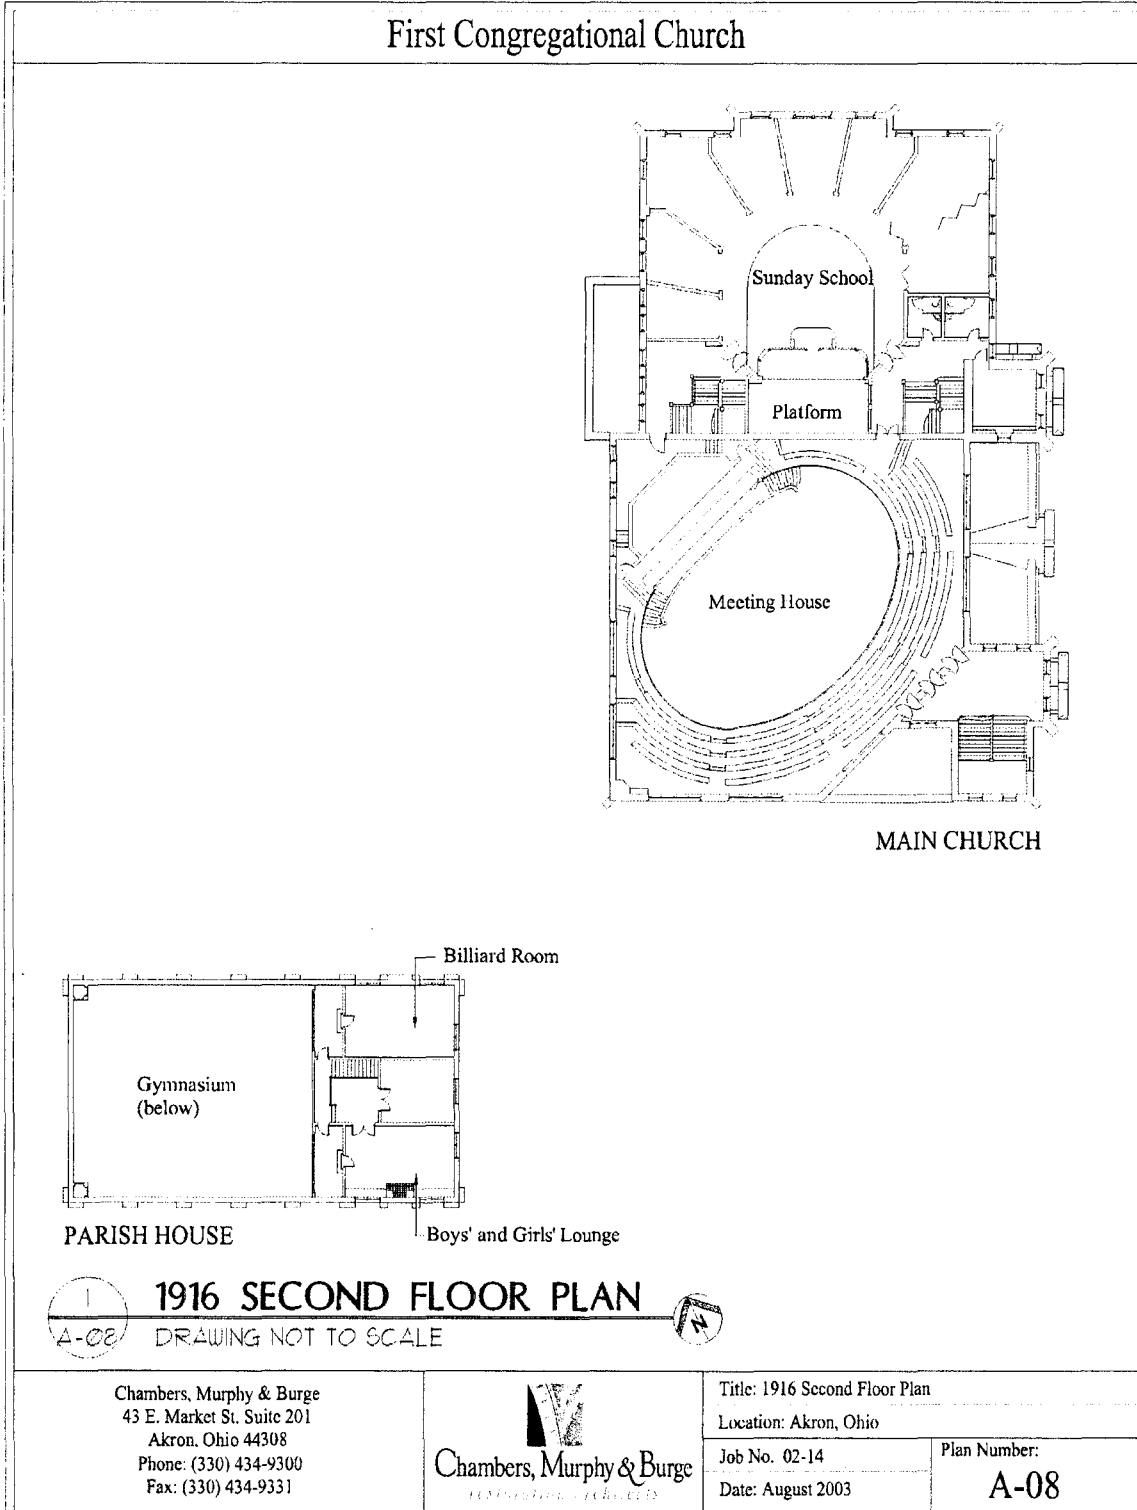 First Congregational Church
Sunday School
Platform
Meeting House
MAIN CHURCH
Billiard Room
Gymnasium
(below)
PARISH HOUSE
Boys' and Girls' Lounge
1
A-08
1916 SECOND FLOOR PLAN
DRAWING NOT TO SCALE
N
Chambers, Murphy & Burge
43 E. Market St. Suite 201
Akron, Ohio 44308
Phone: (330) 434-9300
Fax: (330) 434-9331
Chambers, Murphy & Burge
restoration architects
Title: 1916 Second Floor Plan
Location: Akron, Ohio
Job No. 02-14
Date: August 2003
Plan Number:
A-08